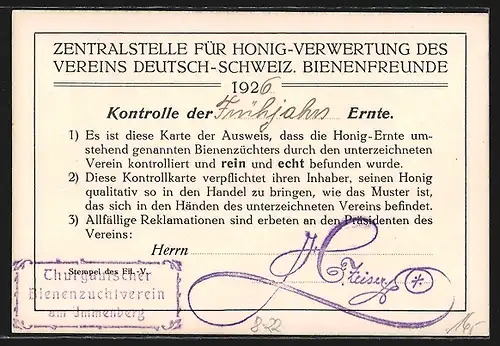 ZENTRALSTELLE FÜR HONIG-VERWERTUNG DES
VEREINS DEUTSCH-SCHWEIZ. BIENENFREUNDE
1926
Kontrolle der Frühjahrs Ernte.
1) Es ist diese Karte der Ausweis, dass die Honig-Ernte um-
stehend genannten Bienenzüchters durch den unterzeichneten
Verein kontrolliert und rein und echt befunden wurde.
2) Diese Kontrollkarte verpflichtet ihren Inhaber, seinen Honig
qualitativ so in den Handel zu bringen, wie das Muster ist,
das sich in den Händen des unterzeichneten Vereins befindet.
3) Allfällige Reklamationen sind erbeten an den Präsidenten des
Vereins:
Herrn
Stempel des Fil.-V.
Thurgauischer
Bienenzuchtverein
am Immenberg
8-22